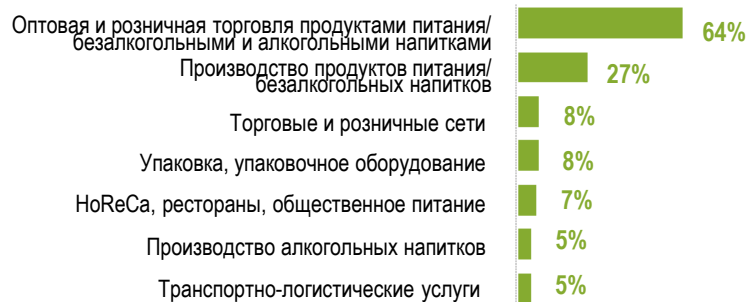 Оптовая и розничная торговля продуктами питания/
безалкогольными и алкогольными напитками
64%
Производство продуктов питания/
безалкогольных напитков
27%
Торговые и розничные сети
8%
Упаковка, упаковочное оборудование
8%
HoReCa, рестораны, общественное питание
7%
Производство алкогольных напитков
5%
Транспортно-логистические услуги
5%